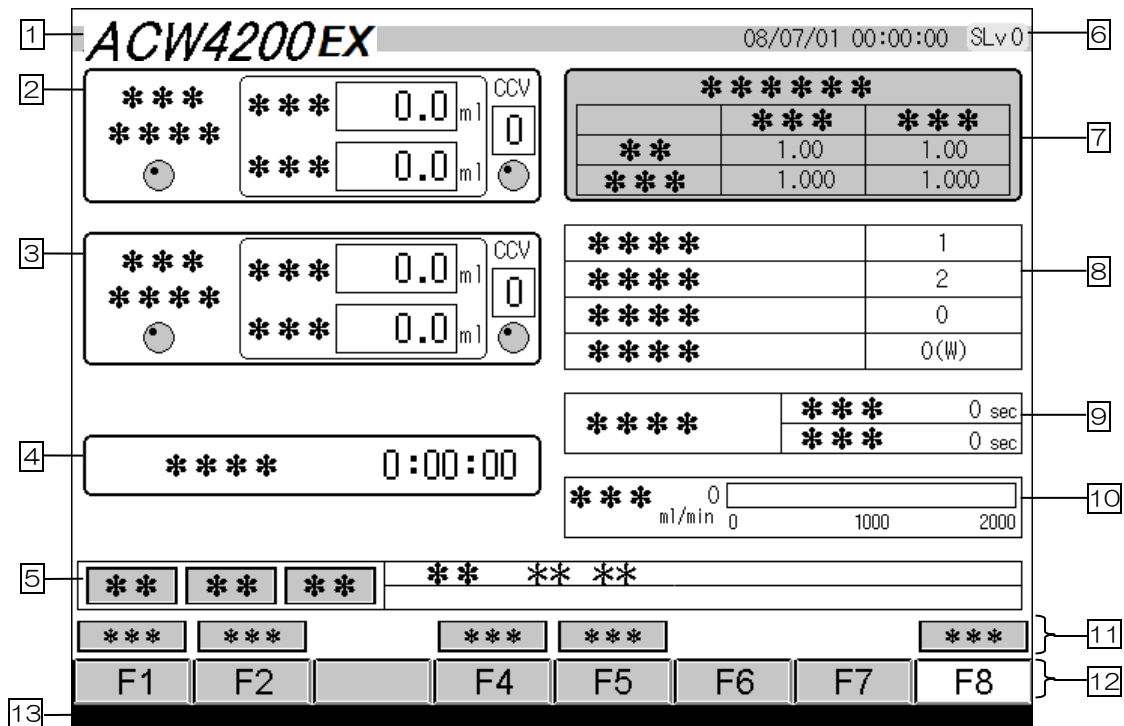 1 ACW4200EX 08/07/01 00:00:00 SLv0 6
2 *** **** *** 0.0 ml CCV 0
*** 0.0 ml
****** 7
*** ***
** 1.00 1.00
*** 1.000 1.000
3 *** **** *** 0.0 ml CCV 0
*** 0.0 ml
**** 1
**** 2 8
**** 0
**** 0(W)
**** *** 0 sec 9
*** 0 sec
4 **** 0:00:00
*** 0 ml/min 0 1000 2000 10
5 ** ** ** ** ** **
*** *** *** *** *** 11
F1 F2 F4 F5 F6 F7 F8 12
13